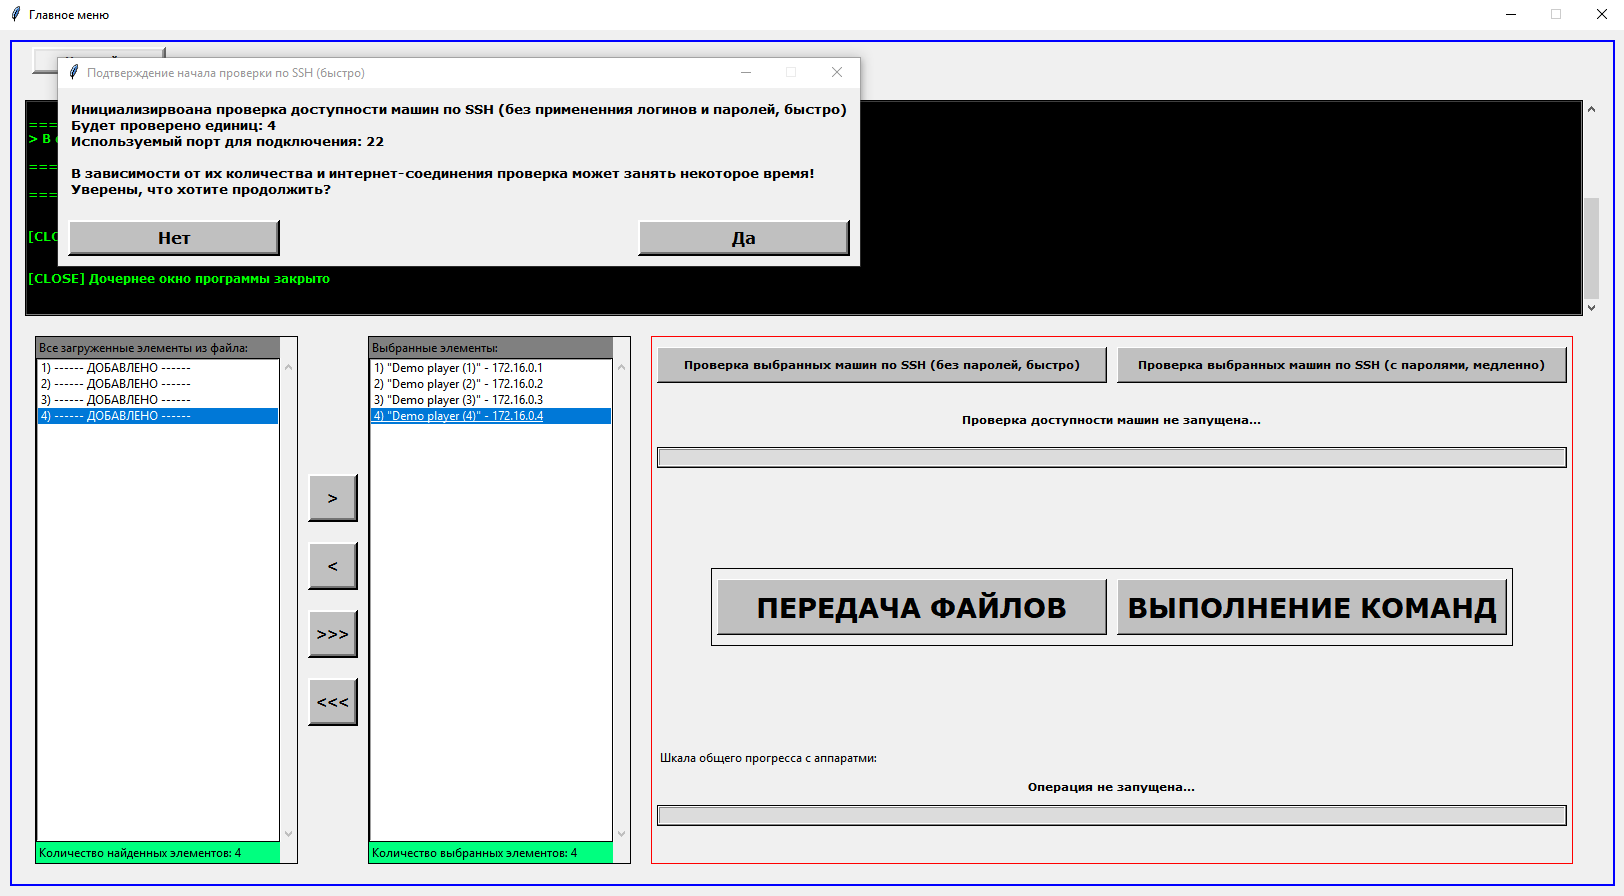 Главное меню
Подтверждение начала проверки по SSH (быстро)
Инициализирвоана проверка доступности машин по SSH (без примененния логинов и паролей, быстро)
Будет проверено единиц: 4
Используемый порт для подключения: 22
В зависимости от их количества и интернет-соединения проверка может занять некоторое время!
Уверены, что хотите продолжить?
Нет
Да
===
> В
===
===
[CLO
[CLOSE] Дочернее окно программы закрыто
Все загруженные элементы из файла:
1) ------ ДОБАВЛЕНО ------
2) ------ ДОБАВЛЕНО ------
3) ------ ДОБАВЛЕНО ------
4) ------ ДОБАВЛЕНО ------
Количество найденных элементов: 4
>
<
>>>
<<<
Выбранные элементы:
1) "Demo player (1)" - 172.16.0.1
2) "Demo player (2)" - 172.16.0.2
3) "Demo player (3)" - 172.16.0.3
4) "Demo player (4)" - 172.16.0.4
Количество выбранных элементов: 4
Проверка выбранных машин по SSH (без паролей, быстро)
Проверка выбранных машин по SSH (с паролями, медленно)
Проверка доступности машин не запущена...
ПЕРЕДАЧА ФАЙЛОВ
ВЫПОЛНЕНИЕ КОМАНД
Шкала общего прогресса с аппаратми:
Операция не запущена...